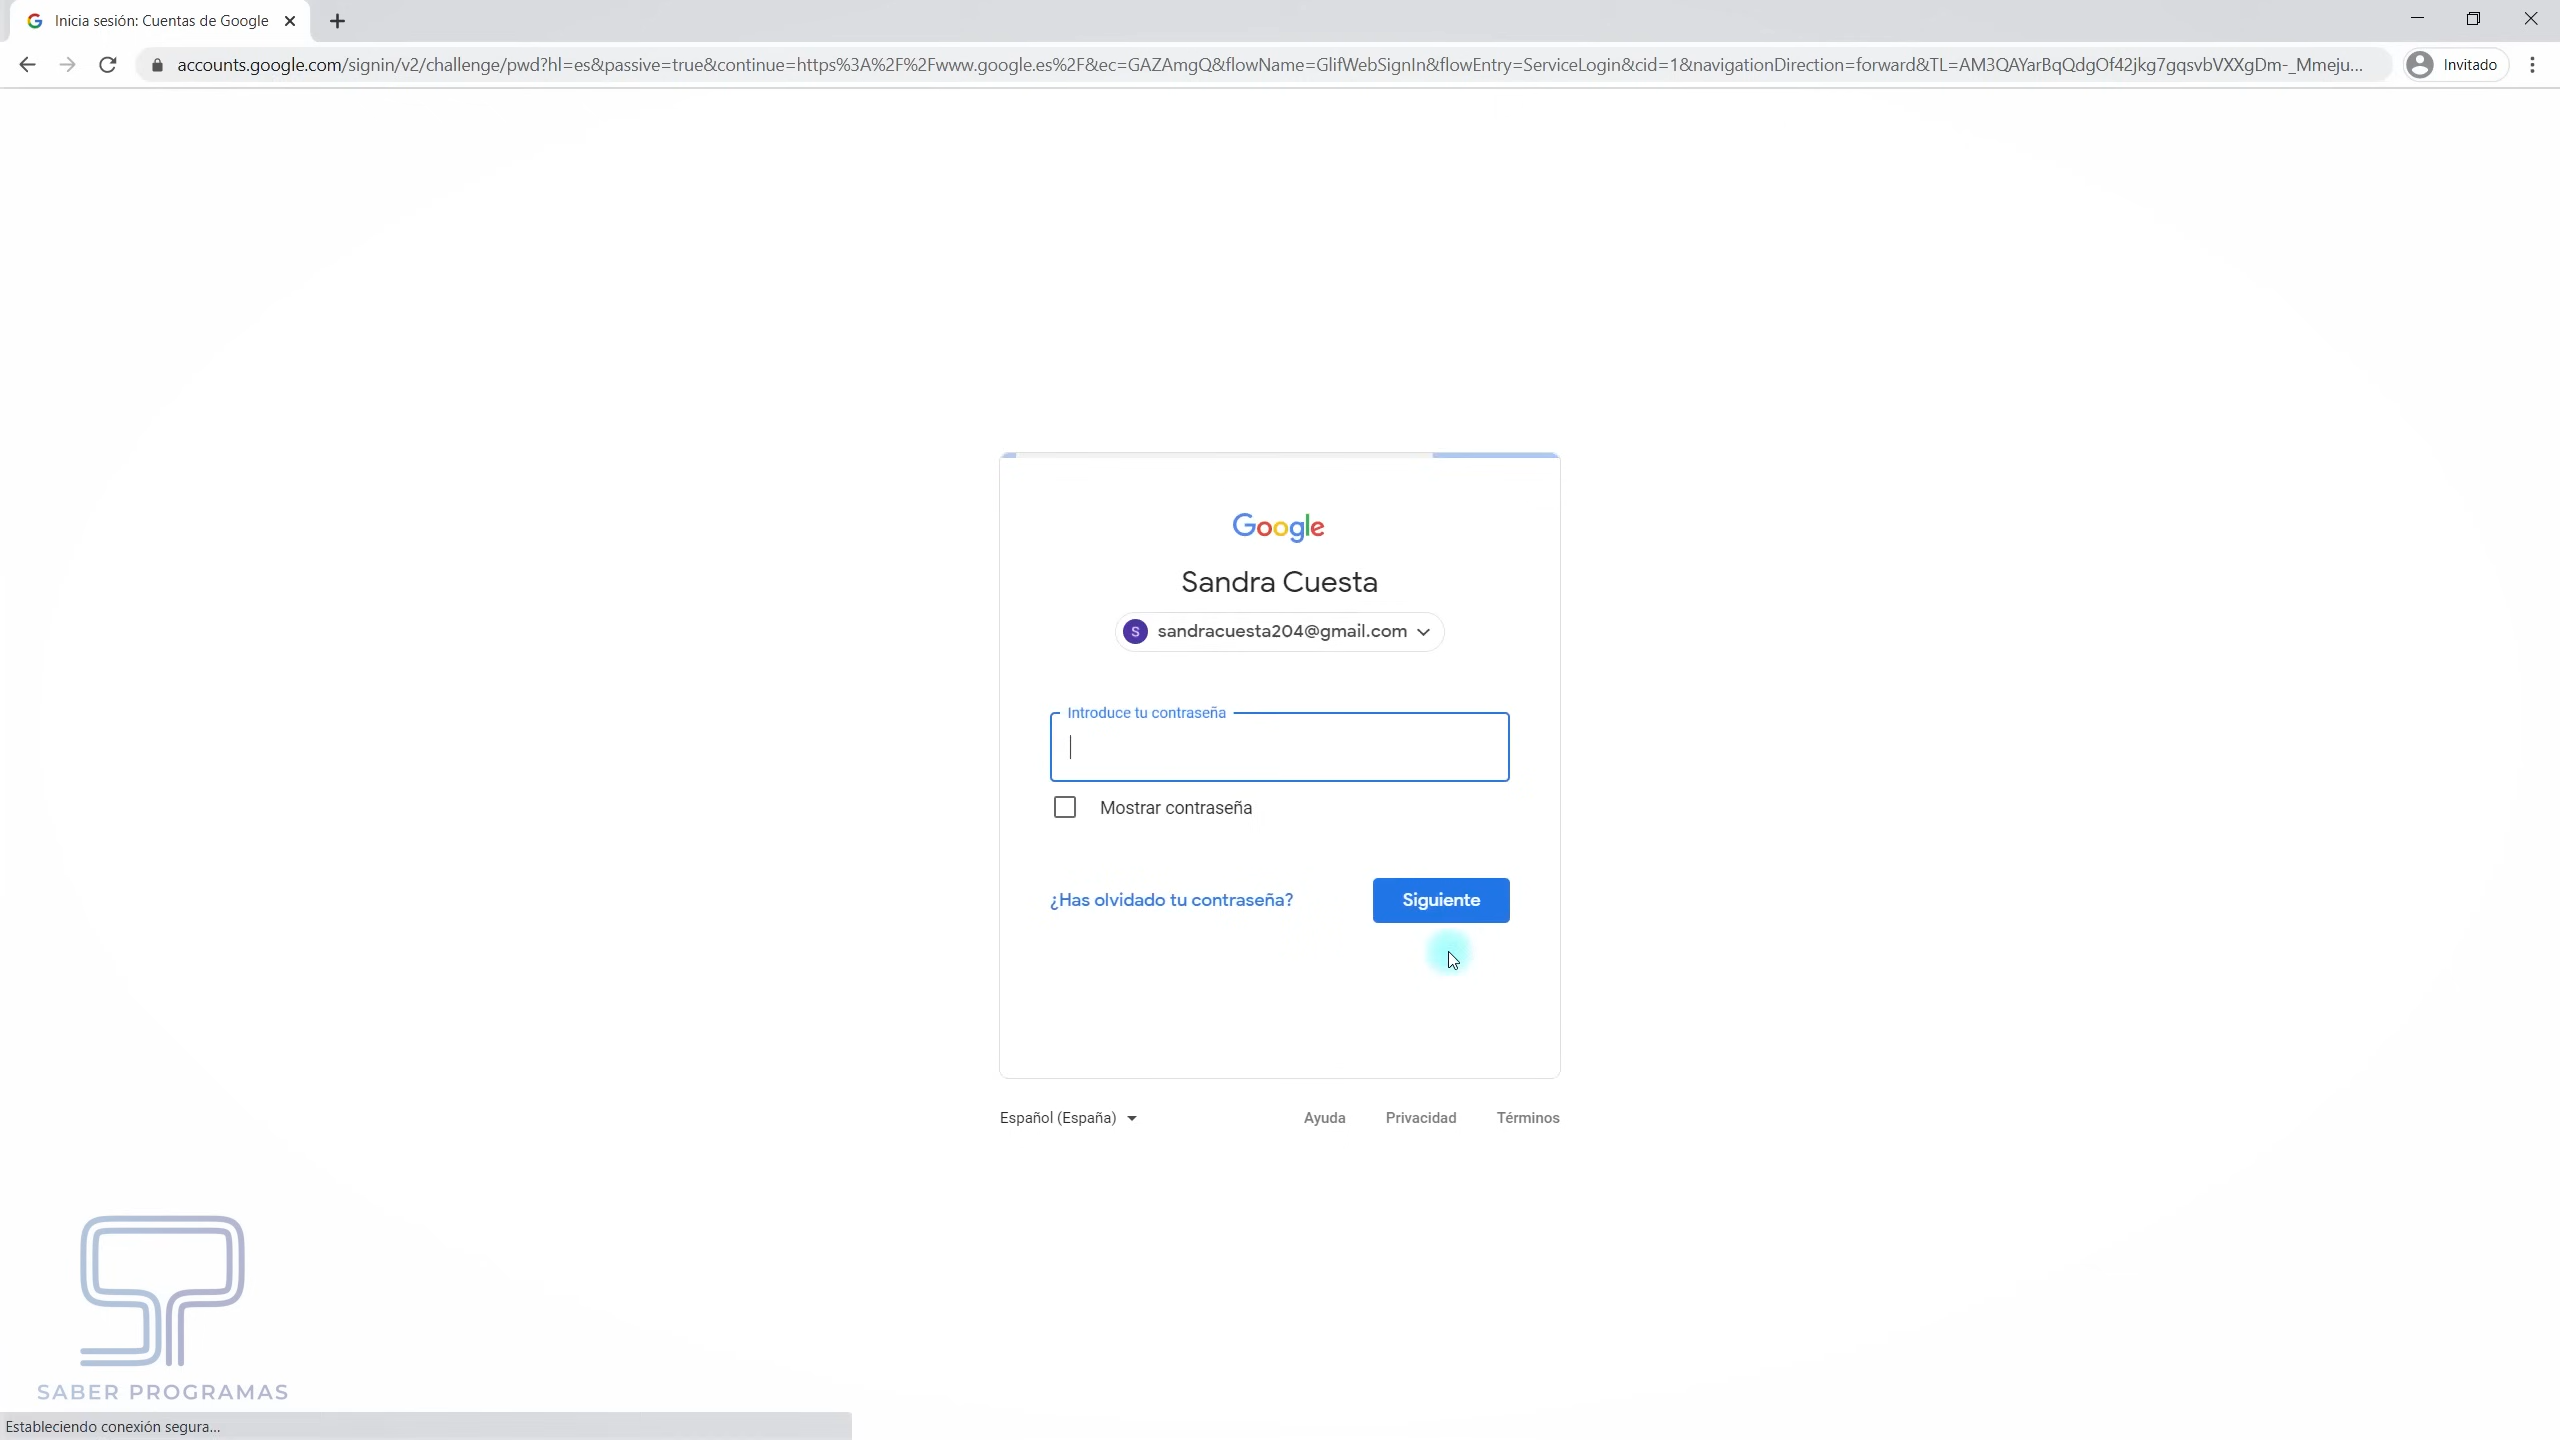 Inicia sesión: Cuentas de Google
accounts.google.com/signin/v2/challenge/pwd?hl=es&passive=true&continue=https%3A%2F%2Fwww.google.es%2F&ec=GAZAmgQ&flowName=GlifWebSignIn&flowEntry=ServiceLogin&cid=1&navigationDirection=forward&TL=AM3QAYarBqQdgOf42jkg7gqsvbVXXgDm-_Mmeju...
Invitado
Google
Sandra Cuesta
S sandracuesta204@gmail.com
Introduce tu contraseña
Mostrar contraseña
¿Has olvidado tu contraseña? Siguiente
Español (España) Ayuda Privacidad Términos
SABER PROGRAMAS
Estableciendo conexión segura...